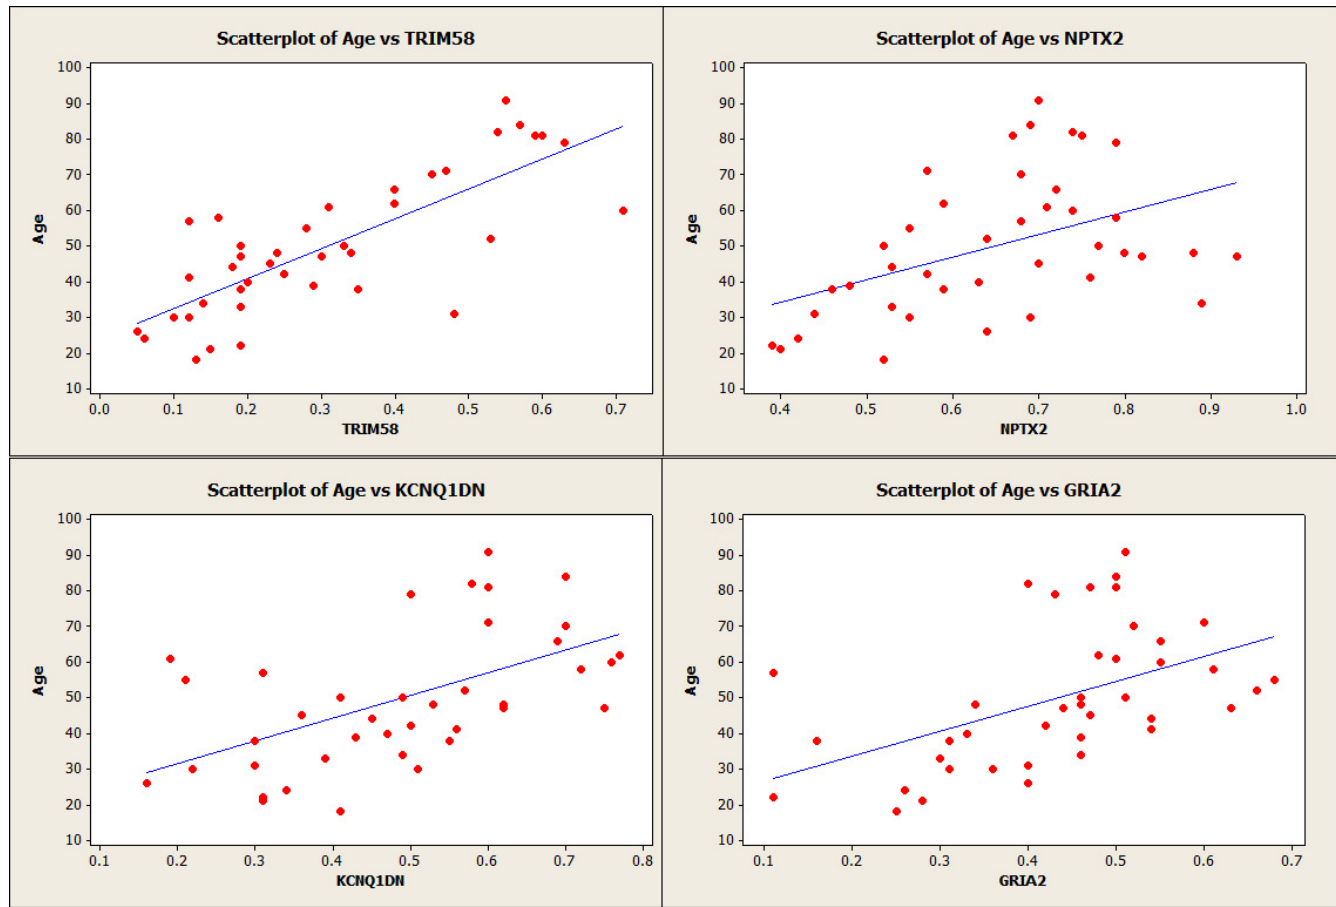 Scatterplot of Age vs TRIM58
100
90
80
70
60
50
40
30
20
10
Age
0.0 0.1 0.2 0.3 0.4 0.5 0.6 0.7
TRIM58
Scatterplot of Age vs NPTX2
100
90
80
70
60
50
40
30
20
10
Age
0.4 0.5 0.6 0.7 0.8 0.9 1.0
NPTX2
Scatterplot of Age vs KCNQ1DN
100
90
80
70
60
50
40
30
20
10
Age
0.1 0.2 0.3 0.4 0.5 0.6 0.7 0.8
KCNQ1DN
Scatterplot of Age vs GRIA2
100
90
80
70
60
50
40
30
20
10
Age
0.1 0.2 0.3 0.4 0.5 0.6 0.7
GRIA2